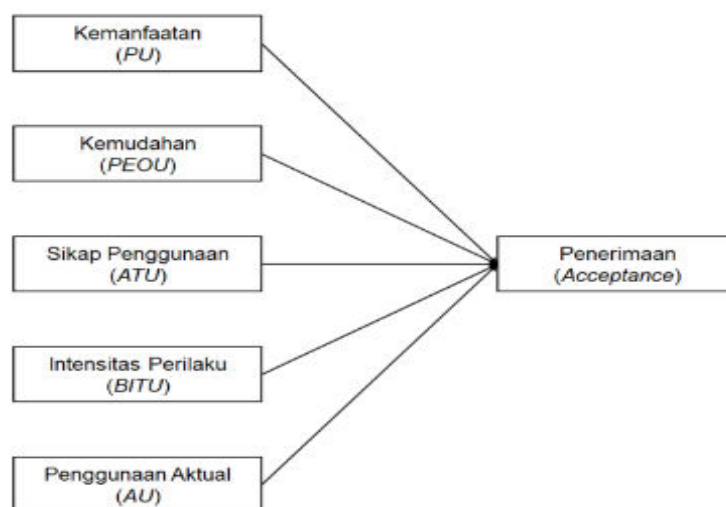 Kemanfaatan
(PU)
Kemudahan
(PEOU)
Sikap Penggunaan
(ATU)
Intensitas Perilaku
(BITU)
Penggunaan Aktual
(AU)
Penerimaan
(Acceptance)